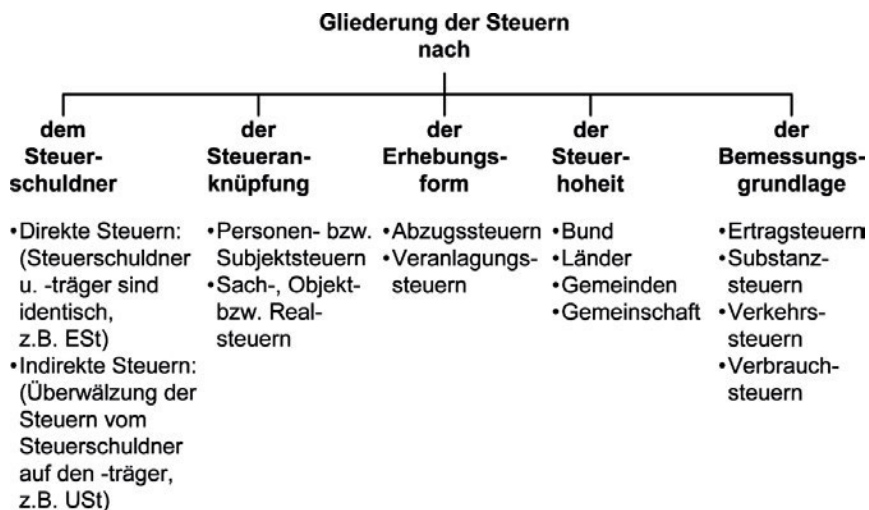 Gliederung der Steuern
nach
dem
Steuer-
schuldner
•Direkte Steuern:
(Steuerschuldner
u. -träger sind
identisch,
z.B. ESt)
•Indirekte Steuern:
(Überwälzung der
Steuern vom
Steuerschuldner
auf den -träger,
z.B. USt)
der
Steueran-
knüpfung
•Personen- bzw.
Subjektsteuern
•Sach-, Objekt-
bzw. Real-
steuern
der
Erhebungs-
form
•Abzugssteuern
•Veranlagungs-
steuern
der
Steuer-
hoheit
•Bund
•Länder
•Gemeinden
•Gemeinschaft
der
Bemessungs-
grundlage
•Ertragsteuern
•Substanz-
steuern
•Verkehrs-
steuern
•Verbrauch-
steuern